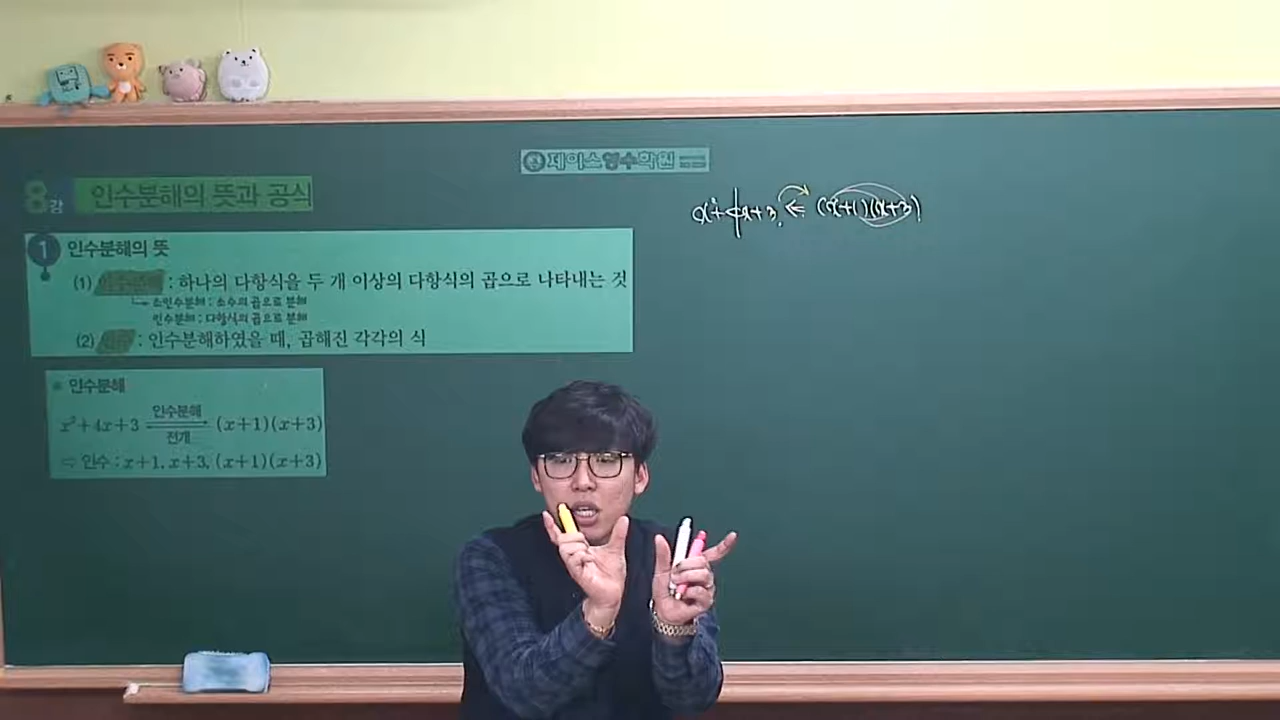 제이스영수학원
8강 인수분해의 뜻과 공식
1 인수분해의 뜻
(1) 인수분해 : 하나의 다항식을 두 개 이상의 다항식의 곱으로 나타내는 것
소인수분해 : 소수의 곱으로 분해
인수분해 : 다항식의 곱으로 분해
(2) 인수 : 인수분해하였을 때, 곱해진 각각의 식
인수분해
x²+4x+3 인수분해 전개 (x+1)(x+3)
⇨ 인수 : x+1, x+3, (x+1)(x+3)
x²+4x+3 ← (x+1)(x+3)